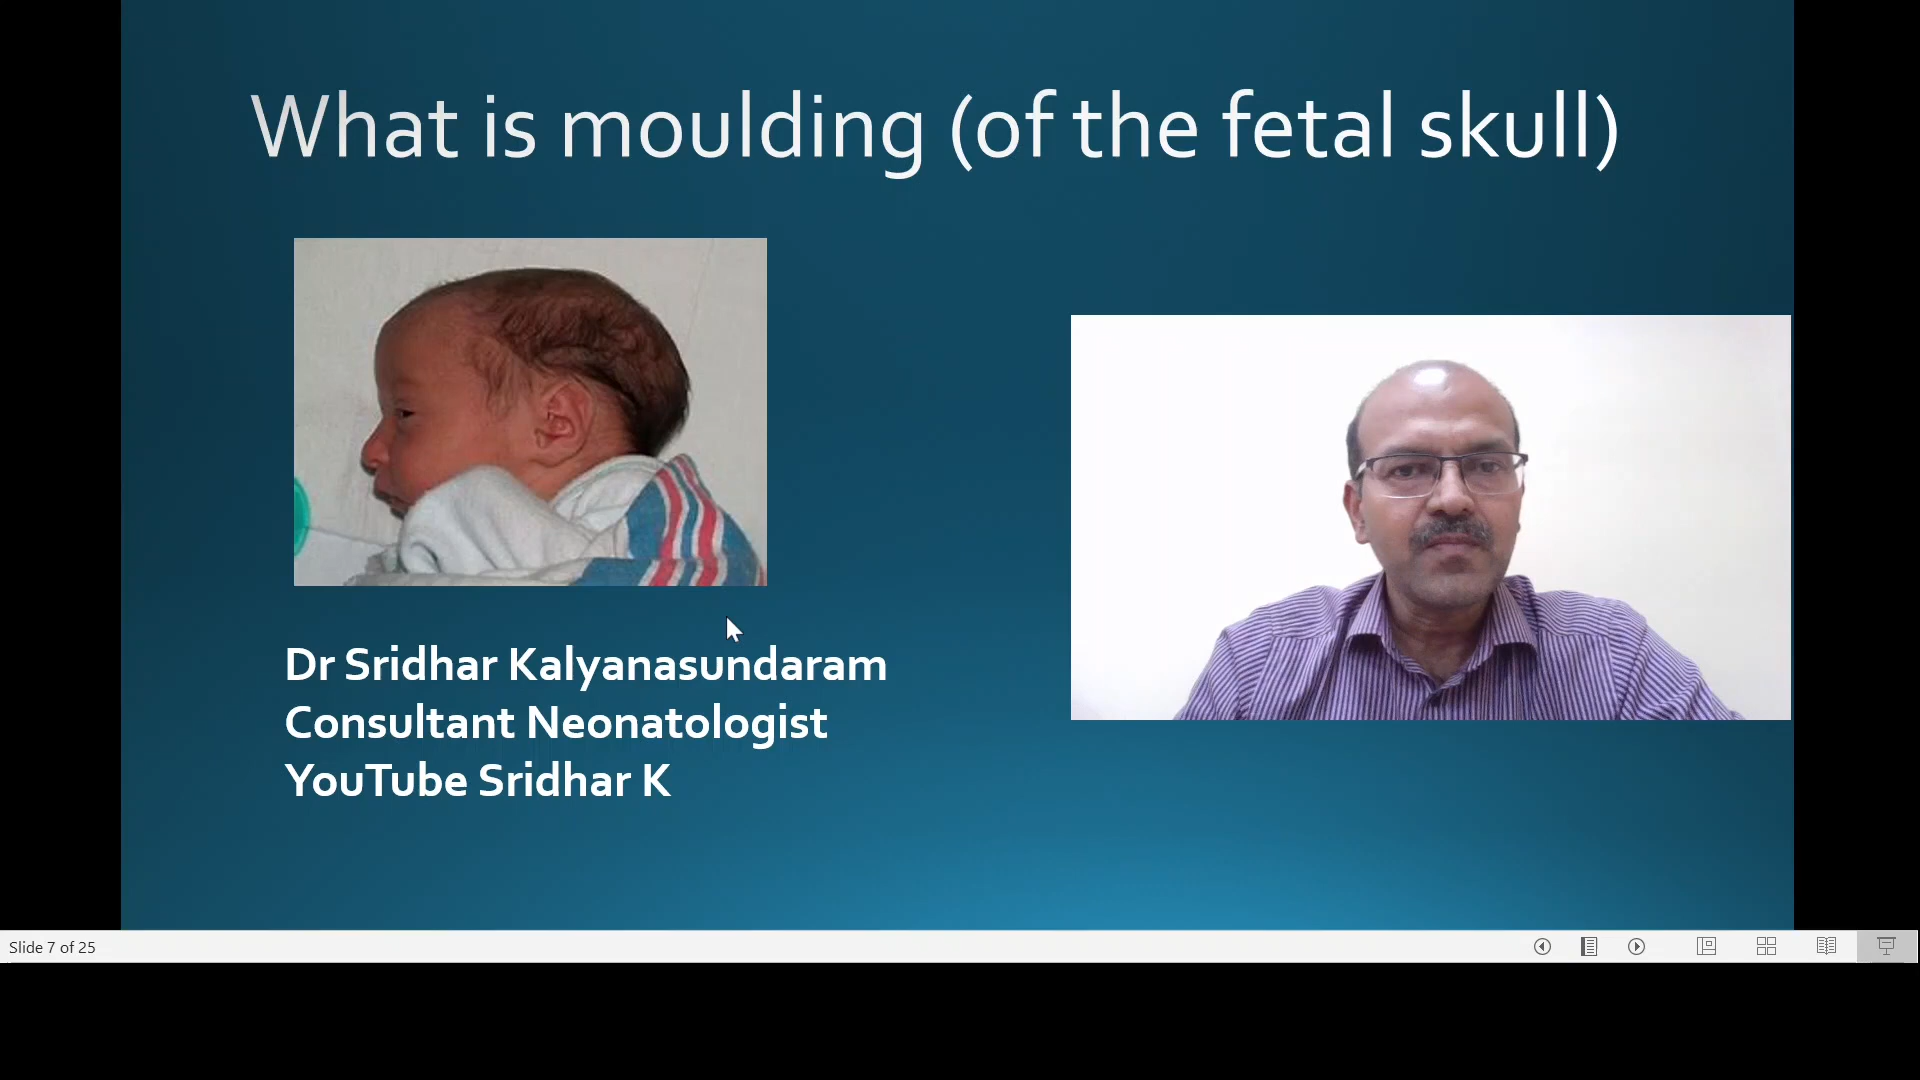 What is moulding (of the fetal skull)
Dr Sridhar Kalyanasundaram
Consultant Neonatologist
YouTube Sridhar K
Slide 7 of 25